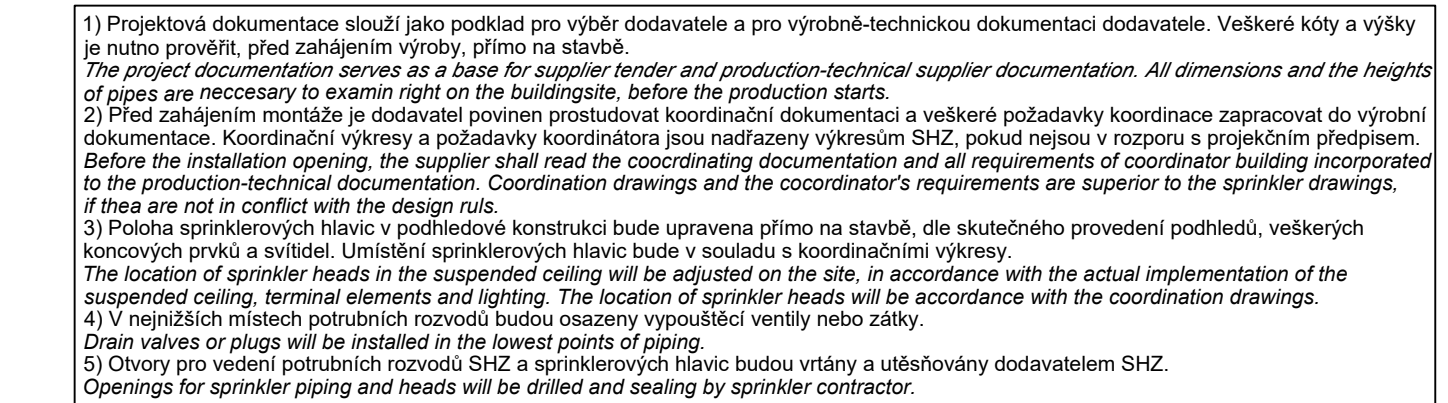 1) Projektová dokumentace slouží jako podklad pro výběr dodavatele a pro výrobně-technickou dokumentaci dodavatele. Veškeré kóty a výšky
je nutno prověřit, před zahájením výroby, přímo na stavbě.
The project documentation serves as a base for supplier tender and production-technical supplier documentation. All dimensions and the heights
of pipes are neccesary to examin right on the buildingsite, before the production starts.
2) Před zahájením montáže je dodavatel povinen prostudovat koordinační dokumentaci a veškeré požadavky koordinace zapracovat do výrobní
dokumentace. Koordinační výkresy a požadavky koordinátora jsou nadřazeny výkresům SHZ, pokud nejsou v rozporu s projekčním předpisem.
Before the installation opening, the supplier shall read the coocrdinating documentation and all requirements of coordinator building incorporated
to the production-technical documentation. Coordination drawings and the cocordinator's requirements are superior to the sprinkler drawings,
if thea are not in conflict with the design ruls.
3) Poloha sprinklerových hlavic v podhledové konstrukci bude upravena přímo na stavbě, dle skutečného provedení podhledů, veškerých
koncových prvků a svítidel. Umístění sprinklerových hlavic bude v souladu s koordinačními výkresy.
The location of sprinkler heads in the suspended ceiling will be adjusted on the site, in accordance with the actual implementation of the
suspended ceiling, terminal elements and lighting. The location of sprinkler heads will be accordance with the coordination drawings.
4) V nejnižších místech potrubních rozvodů budou osazeny vypouštěcí ventily nebo zátky.
Drain valves or plugs will be installed in the lowest points of piping.
5) Otvory pro vedení potrubních rozvodů SHZ a sprinklerových hlavic budou vrtány a utěsňovány dodavatelem SHZ.
Openings for sprinkler piping and heads will be drilled and sealing by sprinkler contractor.